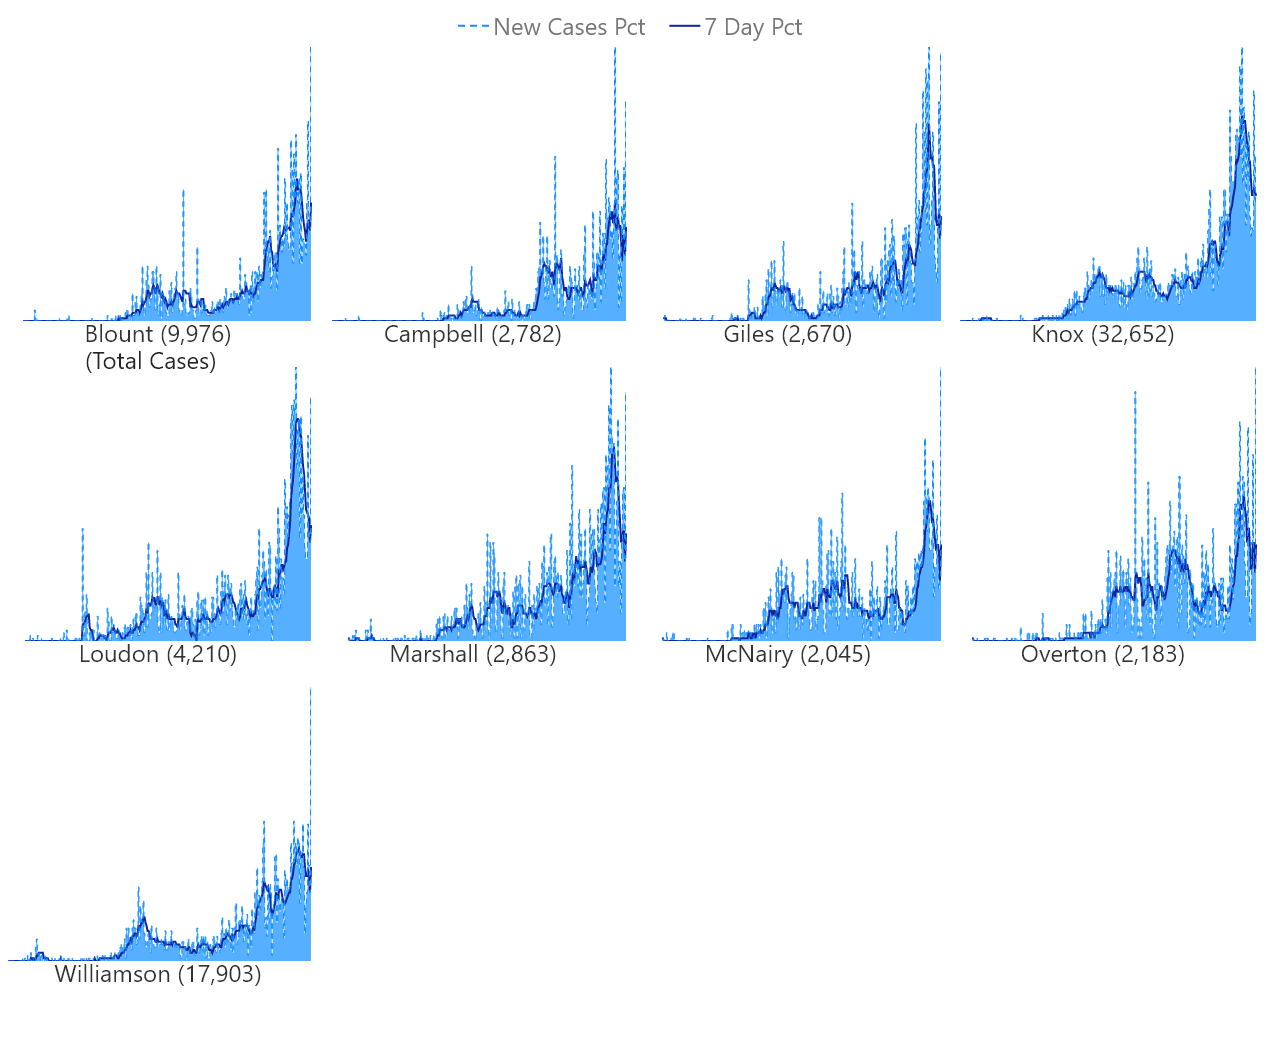 New Cases Pct 7 Day Pct
Blount (9,976) Campbell (2,782) Giles (2,670) Knox (32,652)
(Total Cases)
Loudon (4,210) Marshall (2,863) McNairy (2,045) Overton (2,183)
Williamson (17,903)